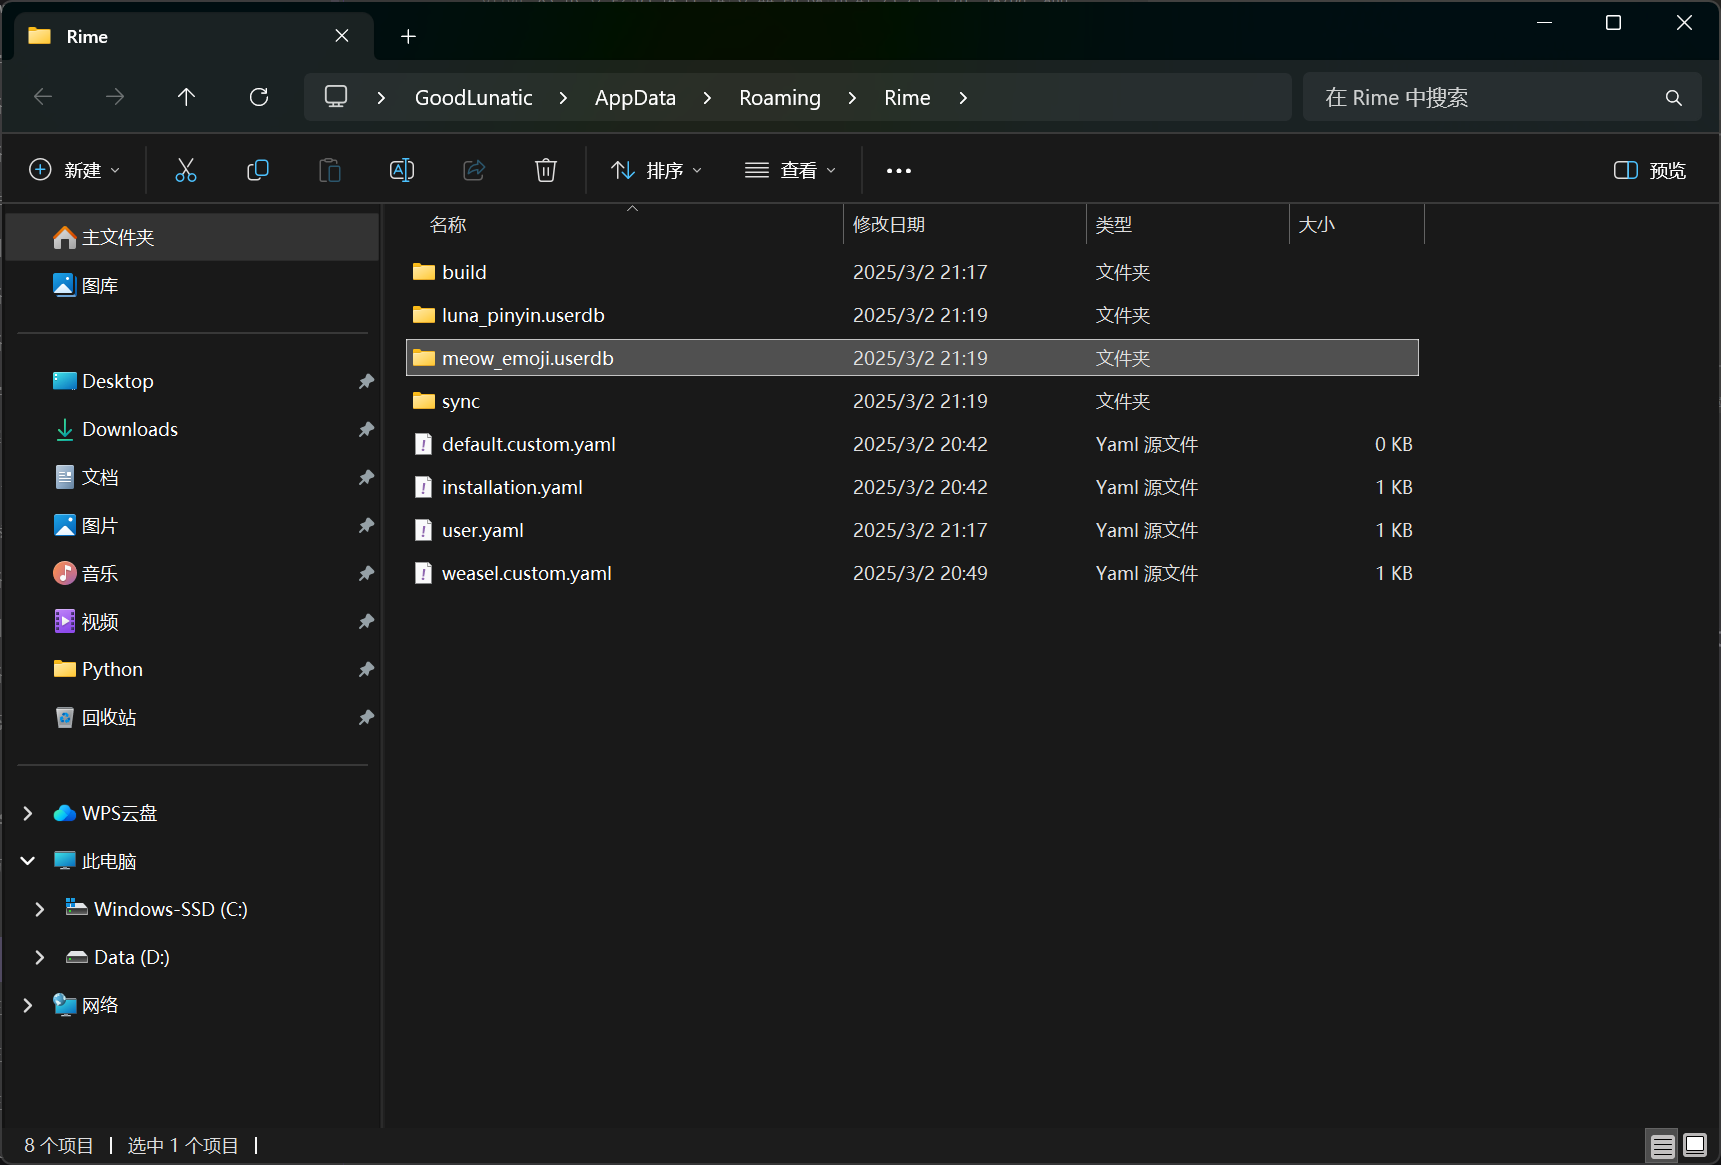 Rime
GoodLunatic > AppData > Roaming > Rime >
在 Rime 中搜索
新建
排序
查看
预览
主文件夹
图库
Desktop
Downloads
文档
图片
音乐
视频
Python
回收站
WPS云盘
此电脑
Windows-SSD (C:)
Data (D:)
网络
名称 修改日期 类型 大小
build 2025/3/2 21:17 文件夹
luna_pinyin.userdb 2025/3/2 21:19 文件夹
meow_emoji.userdb 2025/3/2 21:19 文件夹
sync 2025/3/2 21:19 文件夹
default.custom.yaml 2025/3/2 20:42 Yaml 源文件 0 KB
installation.yaml 2025/3/2 20:42 Yaml 源文件 1 KB
user.yaml 2025/3/2 21:17 Yaml 源文件 1 KB
weasel.custom.yaml 2025/3/2 20:49 Yaml 源文件 1 KB
8 个项目 | 选中 1 个项目 |